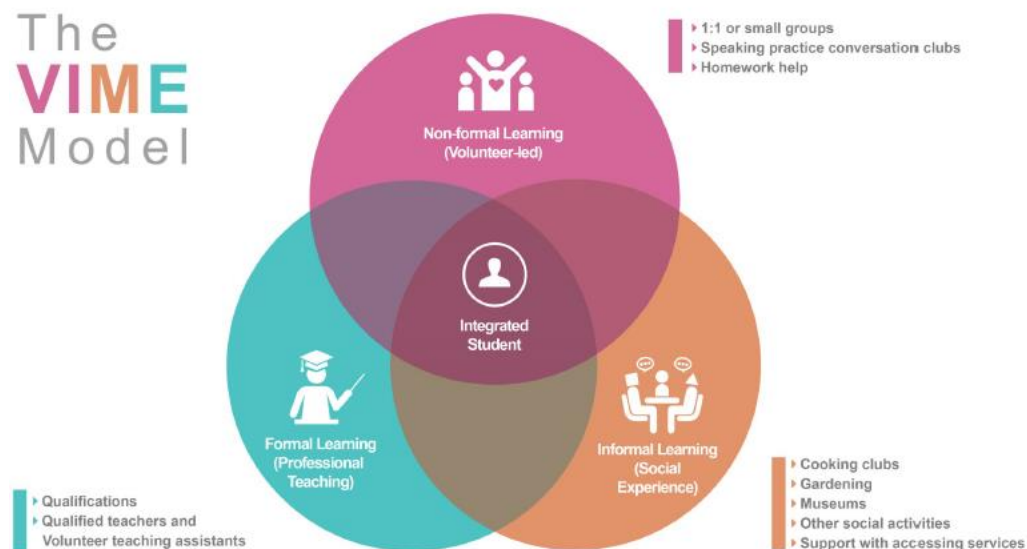 The
VIME
Model
1:1 or small groups
Speaking practice conversation clubs
Homework help
Non-formal Learning
(Volunteer-led)
Integrated
Student
Formal Learning
(Professional
Teaching)
Informal Learning
(Social
Experience)
Qualifications
Qualified teachers and
Volunteer teaching assistants
Cooking clubs
Gardening
Museums
Other social activities
Support with accessing services